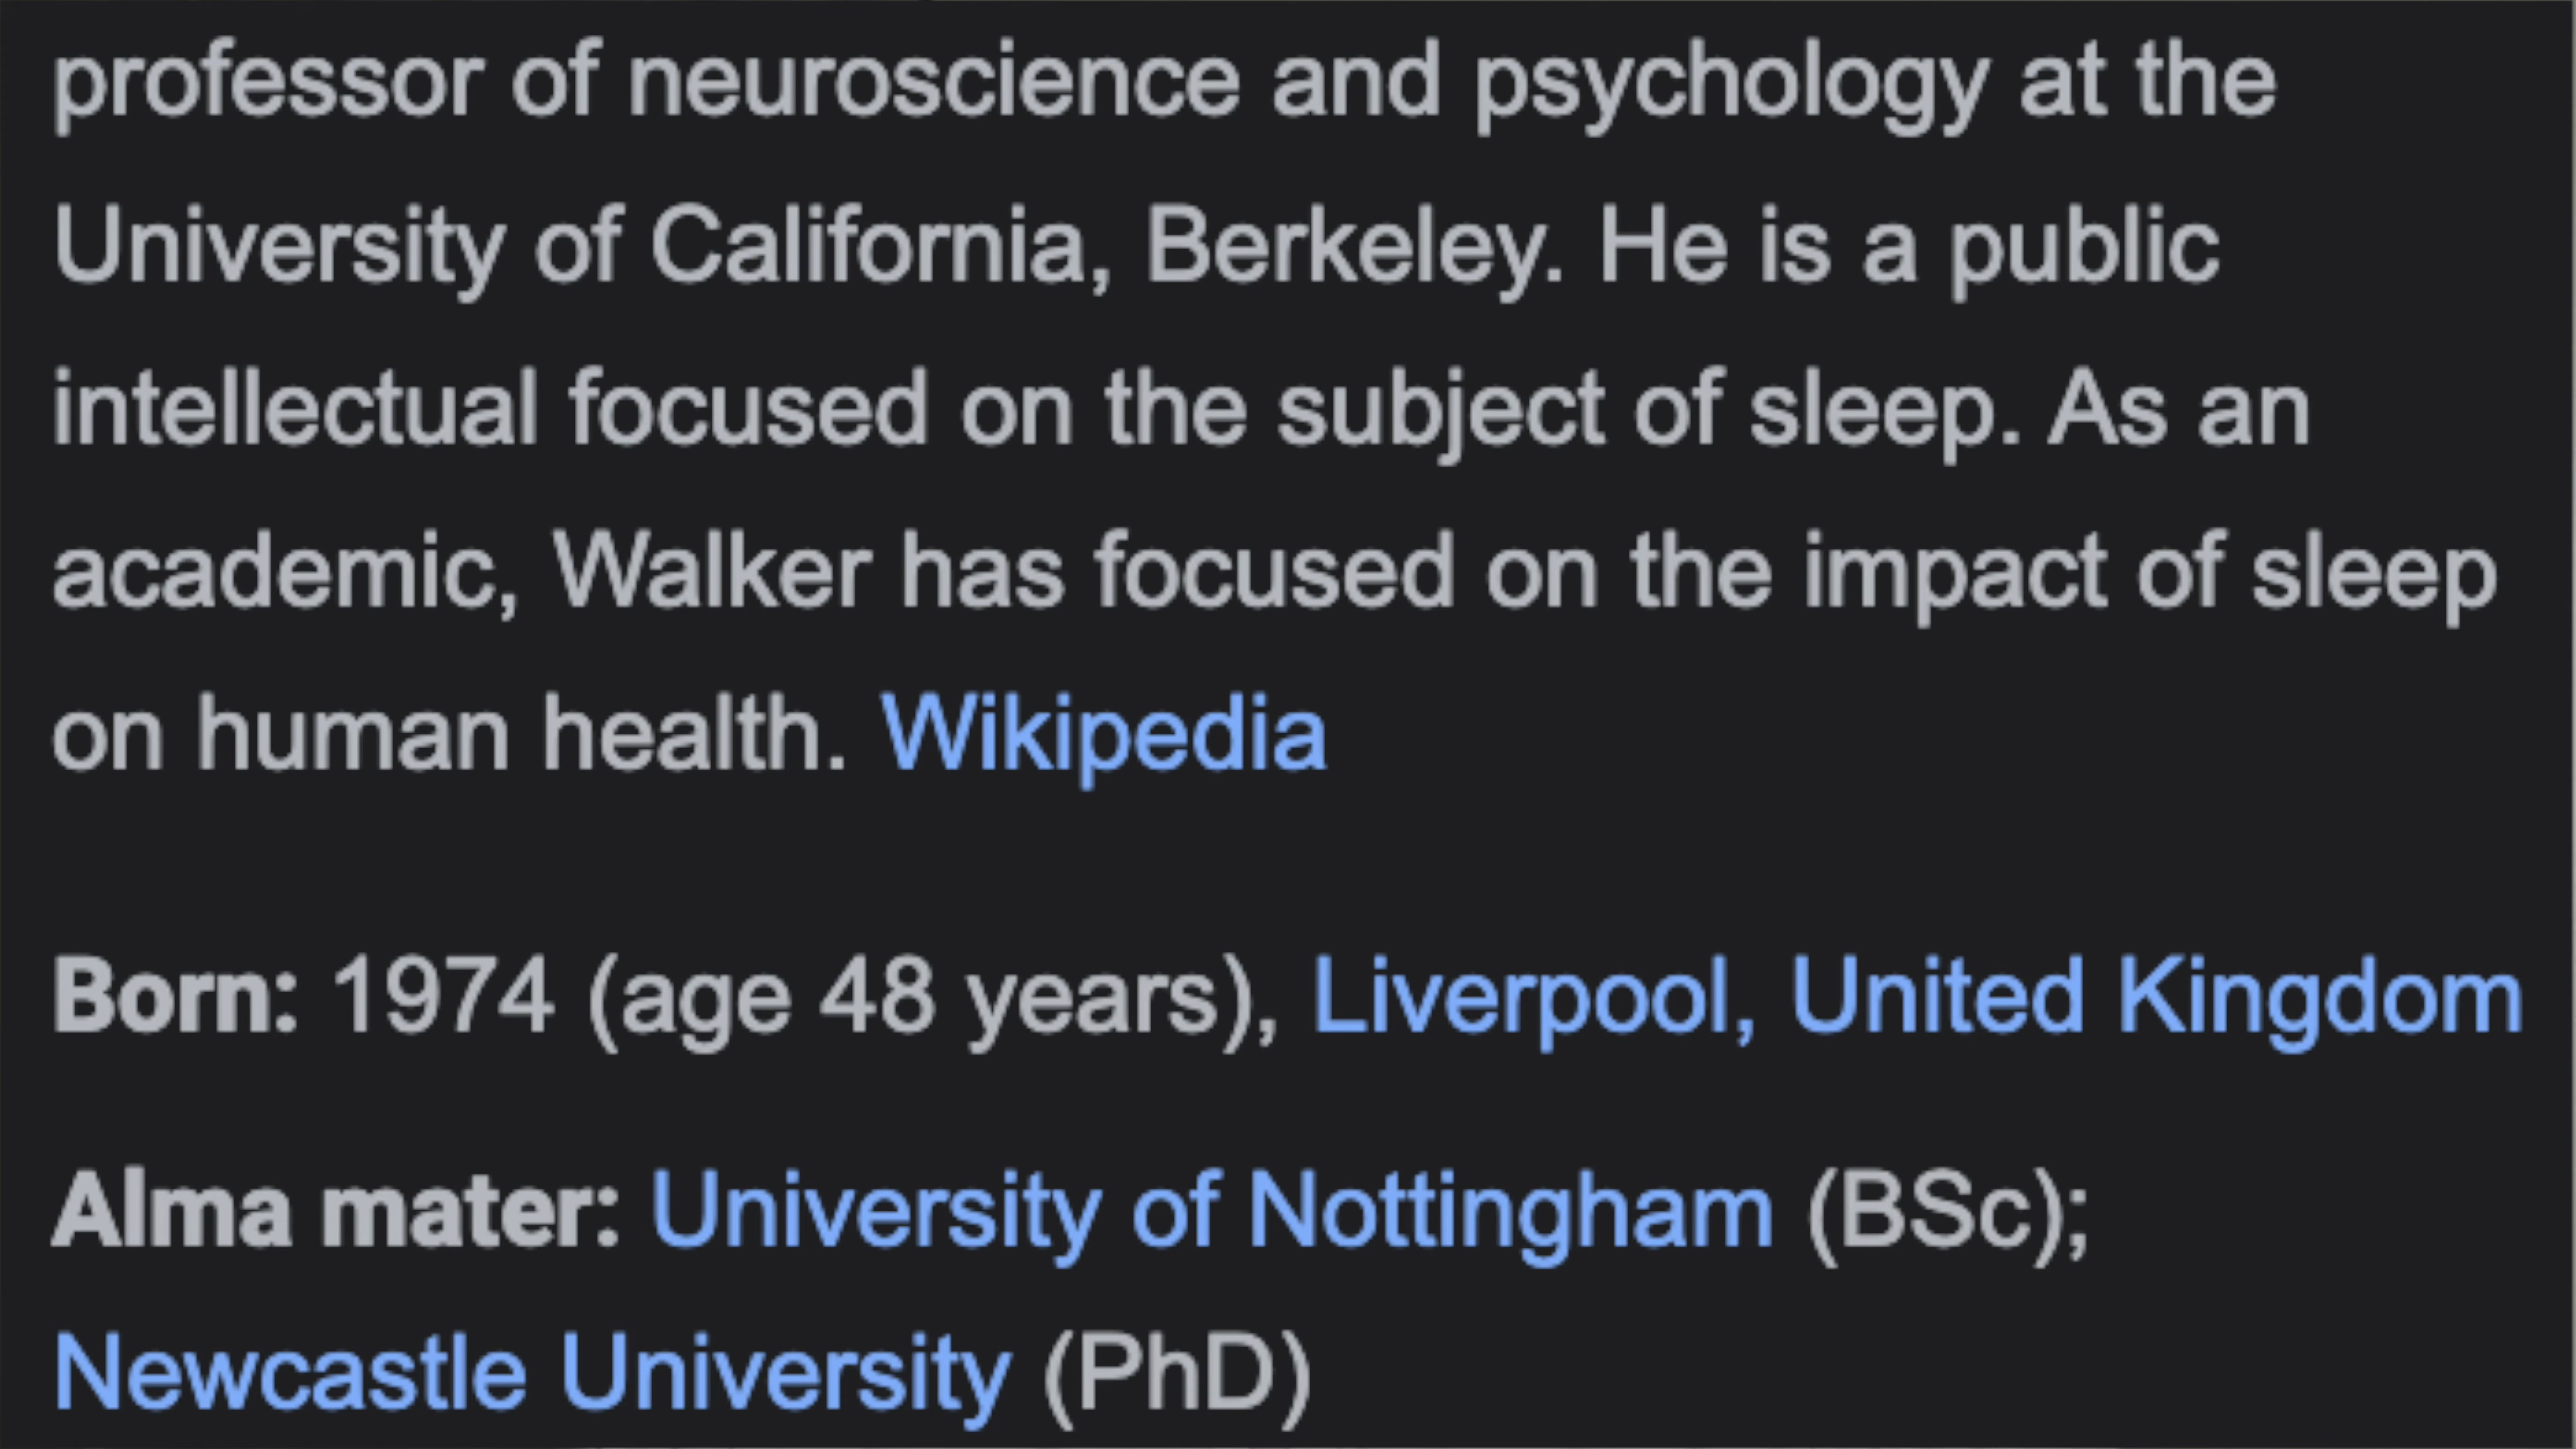 professor of neuroscience and psychology at the
University of California, Berkeley. He is a public
intellectual focused on the subject of sleep. As an
academic, Walker has focused on the impact of sleep
on human health. Wikipedia
Born: 1974 (age 48 years), Liverpool, United Kingdom
Alma mater: University of Nottingham (BSc);
Newcastle University (PhD)